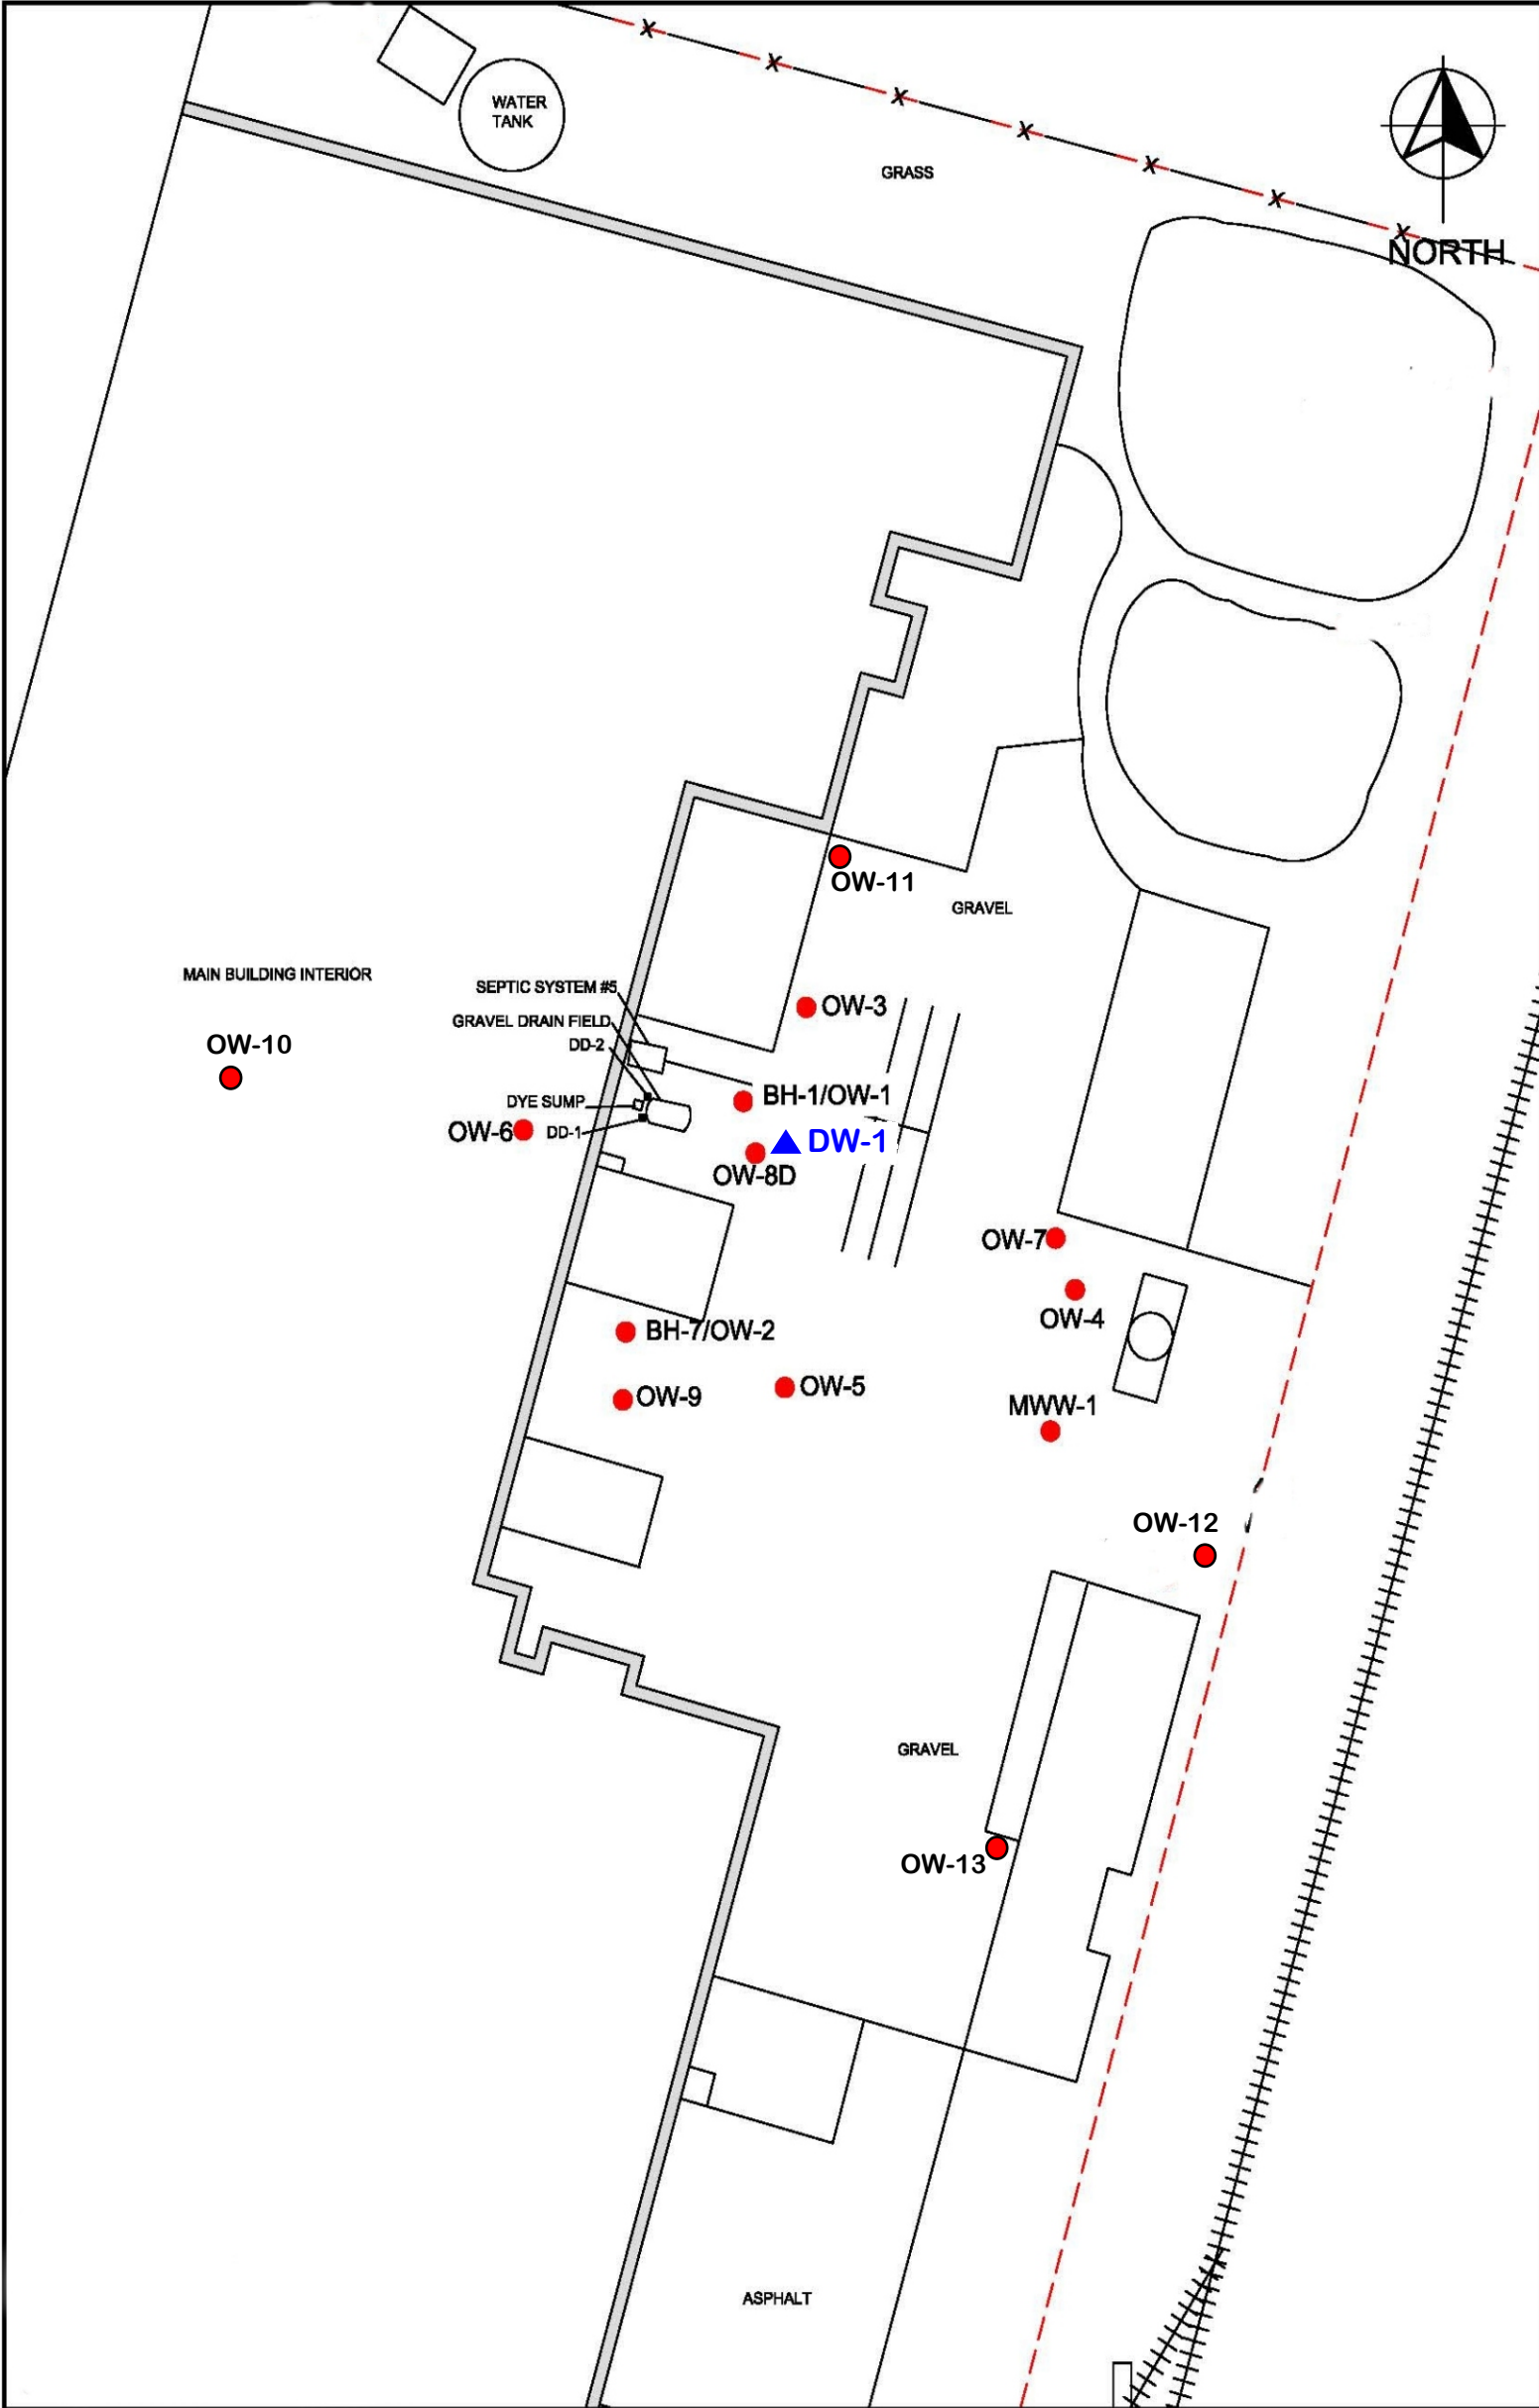 WATER
TANK
GRASS
NORTH
OW-11
GRAVEL
MAIN BUILDING INTERIOR
SEPTIC SYSTEM #5
OW-3
GRAVEL DRAIN FIELD
OW-10
DD-2
BH-1/OW-1
DYE SUMP
OW-6
DD-1
DW-1
OW-8D
OW-7
OW-4
BH-7/OW-2
OW-5
OW-9
MWW-1
OW-12
GRAVEL
OW-13
ASPHALT